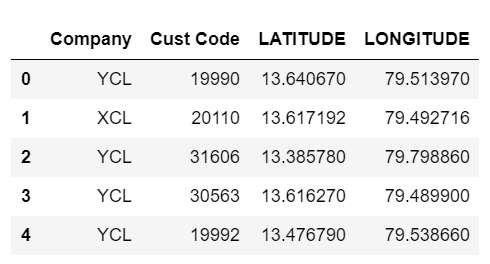 Company Cust Code LATITUDE LONGITUDE
0 YCL 19990 13.640670 79.513970
1 XCL 20110 13.617192 79.492716
2 YCL 31606 13.385780 79.798860
3 YCL 30563 13.616270 79.489900
4 YCL 19992 13.476790 79.538660